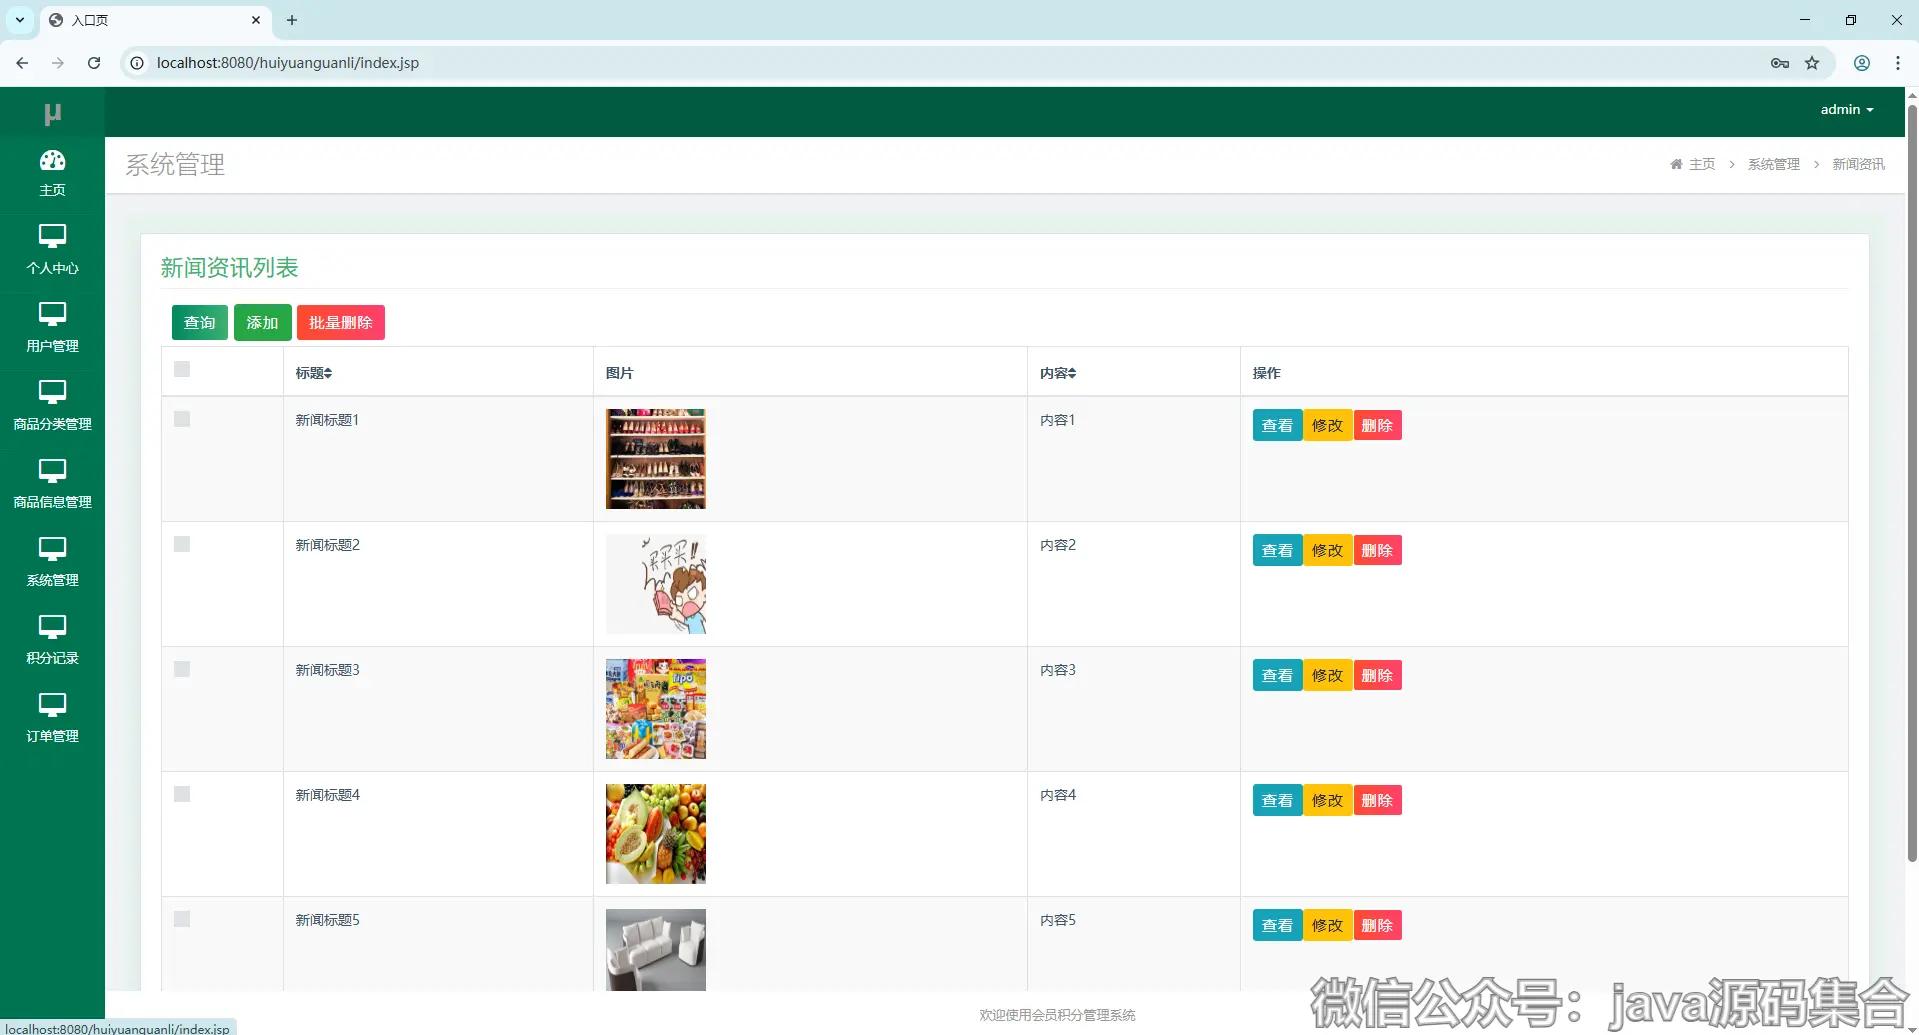 入口页
localhost:8080/huiyuanguanli/index.jsp
µ
admin
主页
个人中心
用户管理
商品分类管理
商品信息管理
系统管理
积分记录
订单管理
系统管理
主页 > 系统管理 > 新闻资讯
新闻资讯列表
查询 添加 批量删除
标题 图片 内容 操作
新闻标题1 内容1 查看 修改 删除
新闻标题2 买买买!! 内容2 查看 修改 删除
新闻标题3 内容3 查看 修改 删除
新闻标题4 内容4 查看 修改 删除
新闻标题5 内容5 查看 修改 删除
欢迎使用会员积分管理系统
微信公众号：java源码集合
localhost:8080/huiyuanguanli/index.jsp